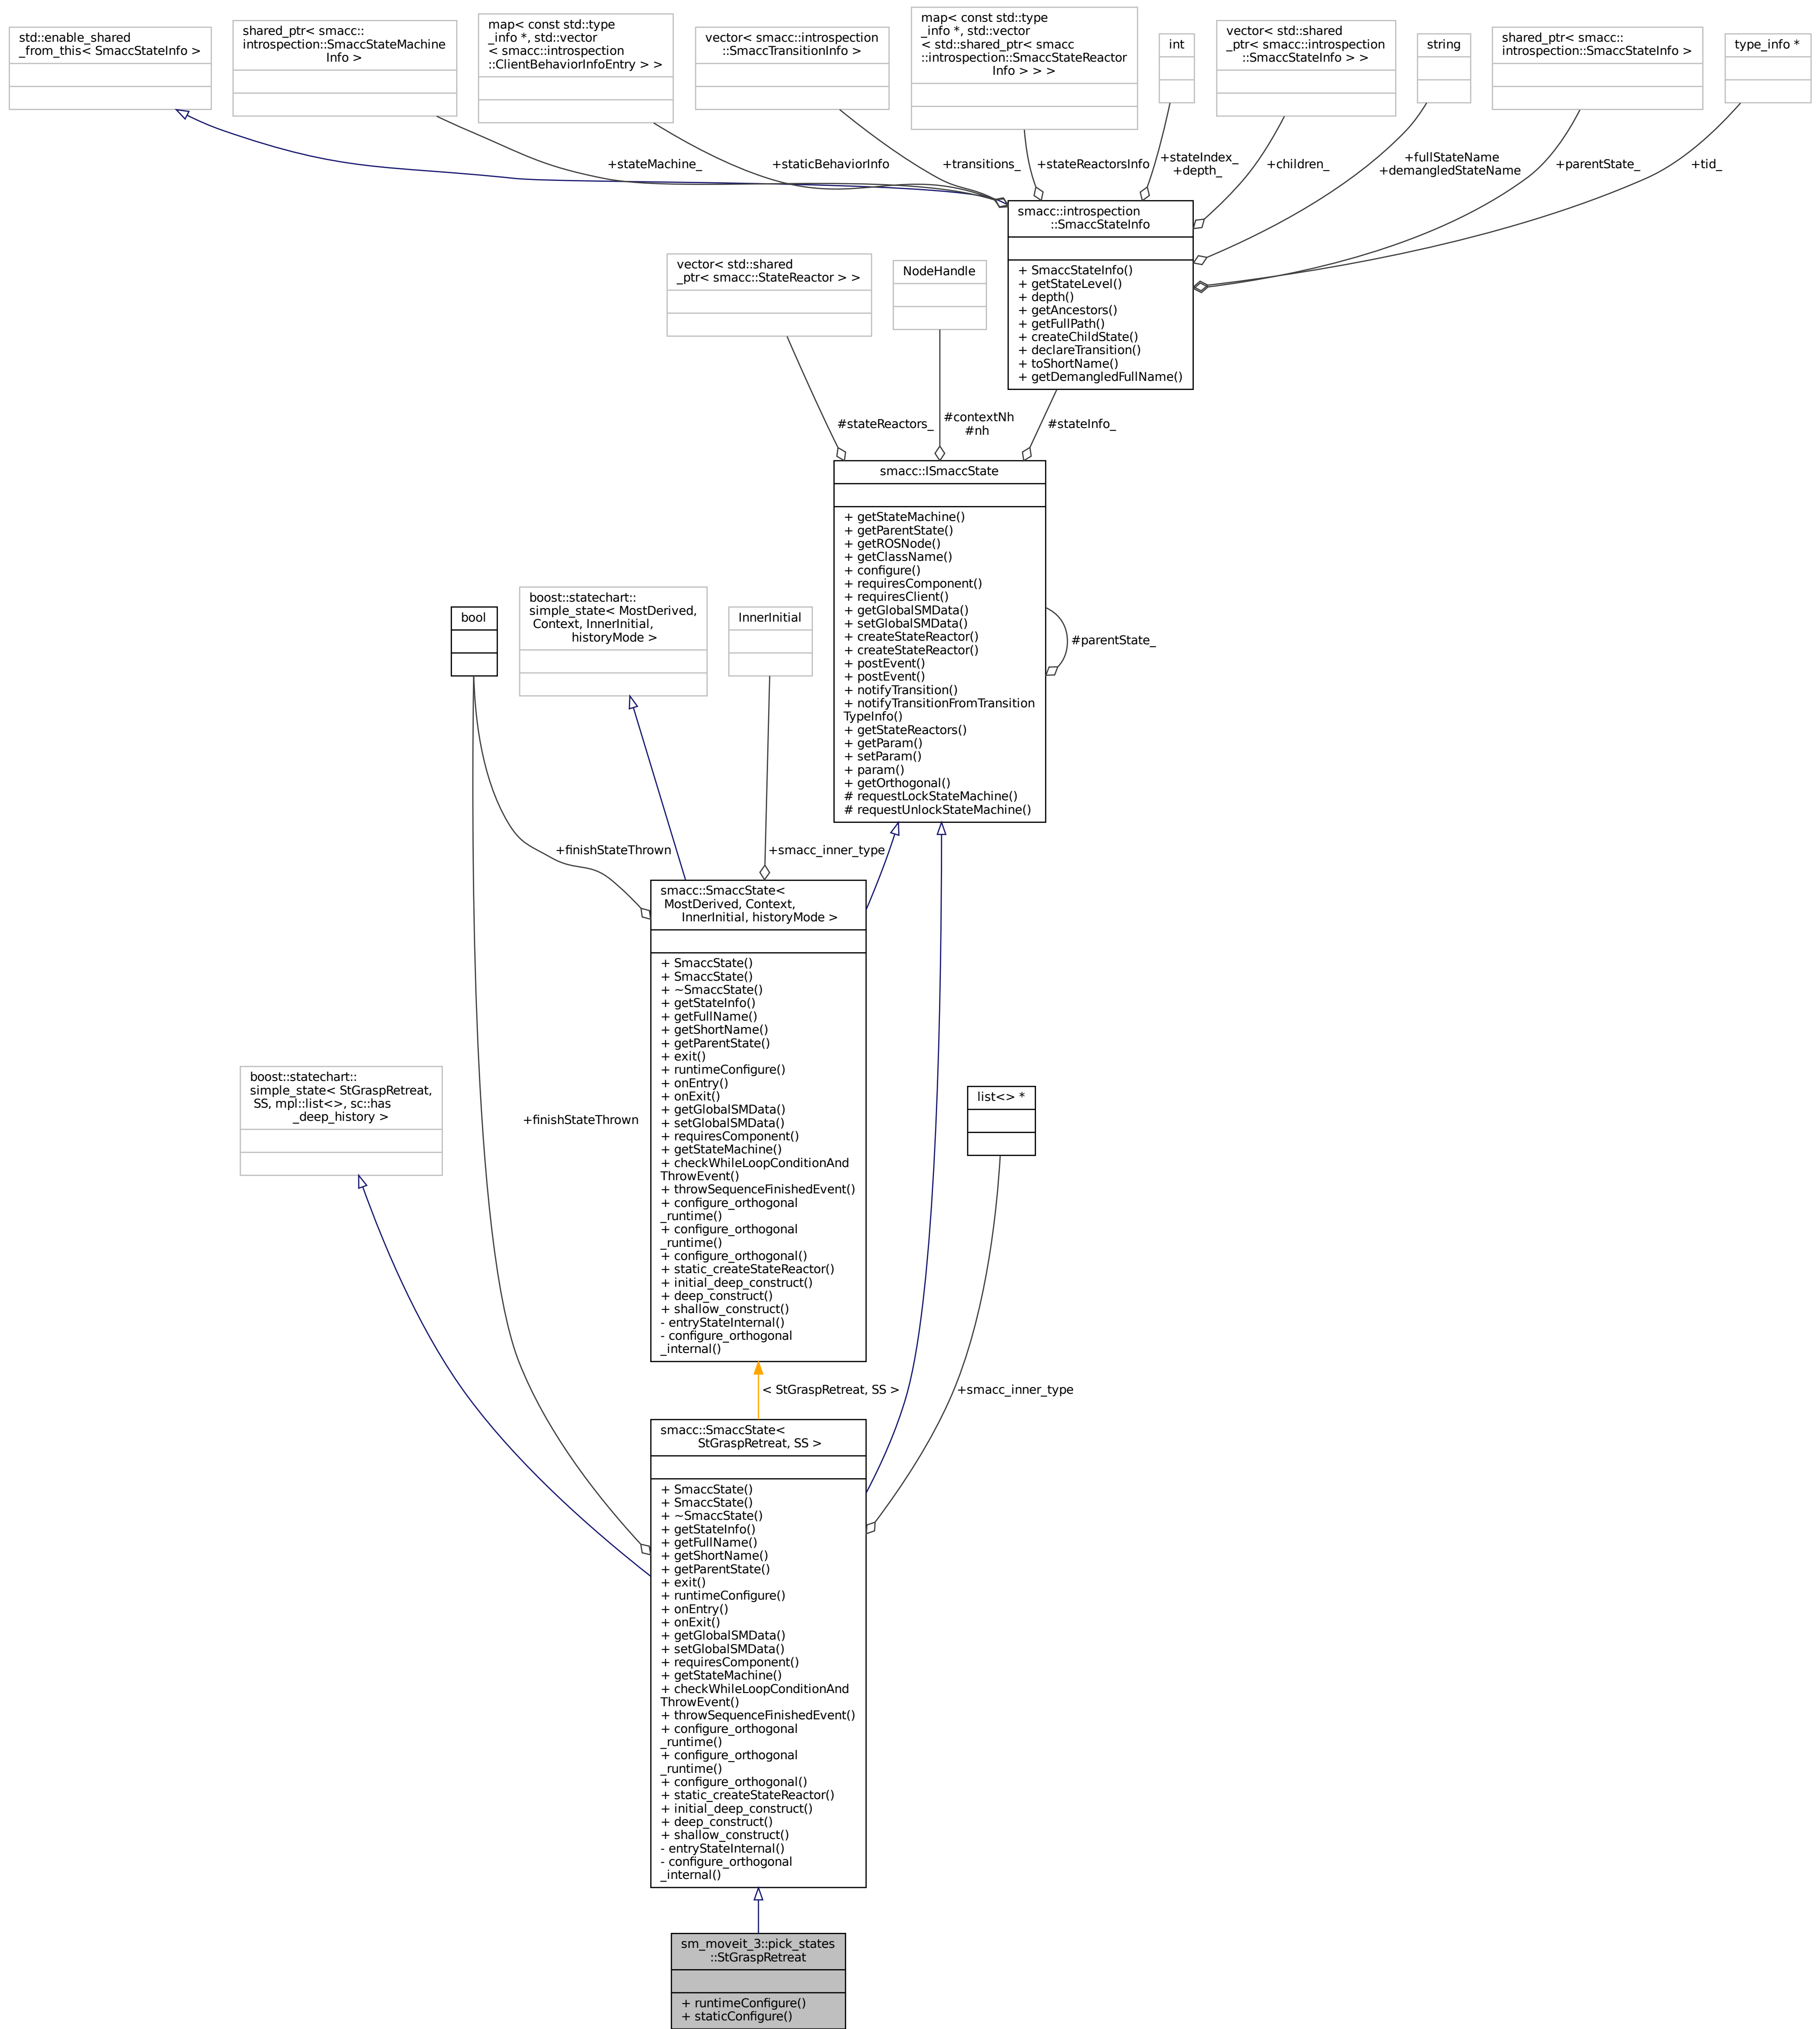 std::enable_shared
_from_this< SmaccStateInfo >
shared_ptr< smacc::
introspection::SmaccStateMachine
Info >
map< const std::type
_info *, std::vector
< smacc::introspection
::ClientBehaviorInfoEntry > >
vector< smacc::introspection
::SmaccTransitionInfo >
map< const std::type
_info *, std::vector
< std::shared_ptr< smacc
::introspection::SmaccStateReactor
Info > > >
int
vector< std::shared
_ptr< smacc::introspection
::SmaccStateInfo > >
string
shared_ptr< smacc::
introspection::SmaccStateInfo >
type_info *
+stateMachine_
+staticBehaviorInfo
+transitions_
+stateReactorsInfo
+stateIndex_
+depth_
+children_
+fullStateName
+demangledStateName
+parentState_
+tid_
smacc::introspection
::SmaccStateInfo
+ SmaccStateInfo()
+ getStateLevel()
+ depth()
+ getAncestors()
+ getFullPath()
+ createChildState()
+ declareTransition()
+ toShortName()
+ getDemangledFullName()
vector< std::shared
_ptr< smacc::StateReactor > >
NodeHandle
#stateReactors_
#contextNh
#nh
#stateInfo_
smacc::ISmaccState
+ getStateMachine()
+ getParentState()
+ getROSNode()
+ getClassName()
+ configure()
+ requiresComponent()
+ requiresClient()
+ getGlobalSMData()
+ setGlobalSMData()
+ createStateReactor()
+ createStateReactor()
+ postEvent()
+ postEvent()
+ notifyTransition()
+ notifyTransitionFromTransition
TypeInfo()
+ getStateReactors()
+ getParam()
+ setParam()
+ param()
+ getOrthogonal()
# requestLockStateMachine()
# requestUnlockStateMachine()
#parentState_
bool
boost::statechart::
simple_state< MostDerived,
Context, InnerInitial,
historyMode >
InnerInitial
+finishStateThrown
+smacc_inner_type
smacc::SmaccState<
MostDerived, Context,
InnerInitial, historyMode >
+ SmaccState()
+ SmaccState()
+ ~SmaccState()
+ getStateInfo()
+ getFullName()
+ getShortName()
+ getParentState()
+ exit()
+ runtimeConfigure()
+ onEntry()
+ onExit()
+ getGlobalSMData()
+ setGlobalSMData()
+ requiresComponent()
+ getStateMachine()
+ checkWhileLoopConditionAnd
ThrowEvent()
+ throwSequenceFinishedEvent()
+ configure_orthogonal
_runtime()
+ configure_orthogonal
_runtime()
+ configure_orthogonal()
+ static_createStateReactor()
+ initial_deep_construct()
+ deep_construct()
+ shallow_construct()
- entryStateInternal()
- configure_orthogonal
_internal()
boost::statechart::
simple_state< StGraspRetreat,
SS, mpl::list<>, sc::has
_deep_history >
+finishStateThrown
list<> *
< StGraspRetreat, SS >
+smacc_inner_type
smacc::SmaccState<
StGraspRetreat, SS >
+ SmaccState()
+ SmaccState()
+ ~SmaccState()
+ getStateInfo()
+ getFullName()
+ getShortName()
+ getParentState()
+ exit()
+ runtimeConfigure()
+ onEntry()
+ onExit()
+ getGlobalSMData()
+ setGlobalSMData()
+ requiresComponent()
+ getStateMachine()
+ checkWhileLoopConditionAnd
ThrowEvent()
+ throwSequenceFinishedEvent()
+ configure_orthogonal
_runtime()
+ configure_orthogonal
_runtime()
+ configure_orthogonal()
+ static_createStateReactor()
+ initial_deep_construct()
+ deep_construct()
+ shallow_construct()
- entryStateInternal()
- configure_orthogonal
_internal()
sm_moveit_3::pick_states
::StGraspRetreat
+ runtimeConfigure()
+ staticConfigure()